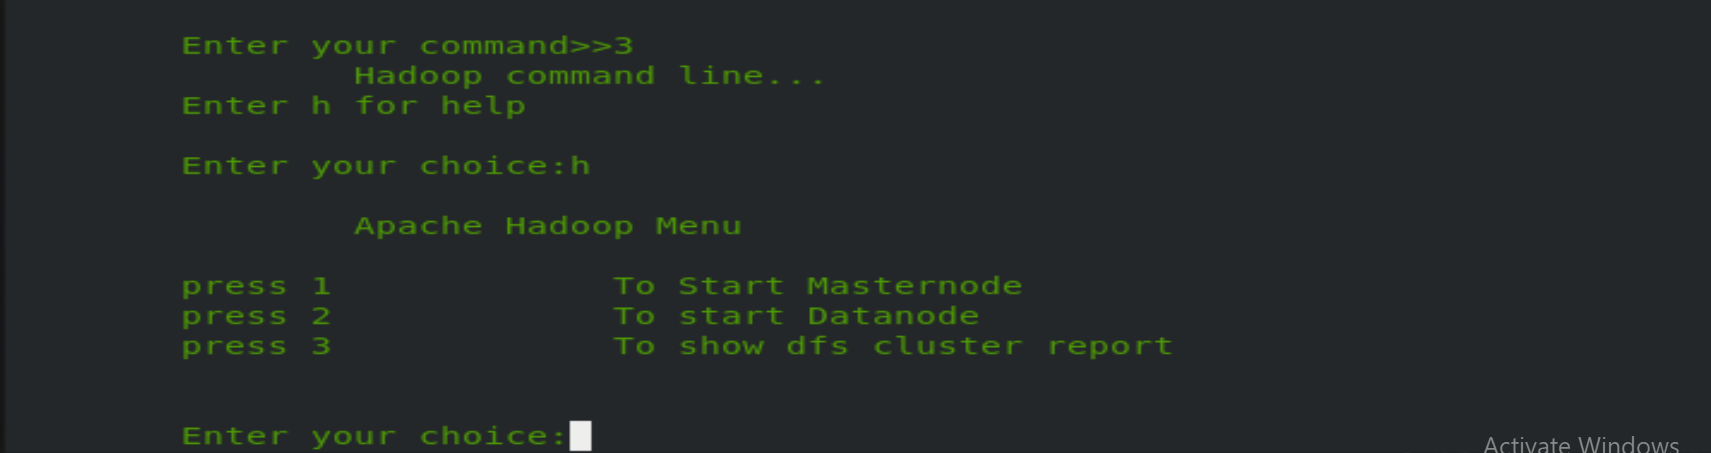 Enter your command>>3
Hadoop command line...
Enter h for help
Enter your choice:h
Apache Hadoop Menu
press 1 To Start Masternode
press 2 To start Datanode
press 3 To show dfs cluster report
Enter your choice:
Activate Windows